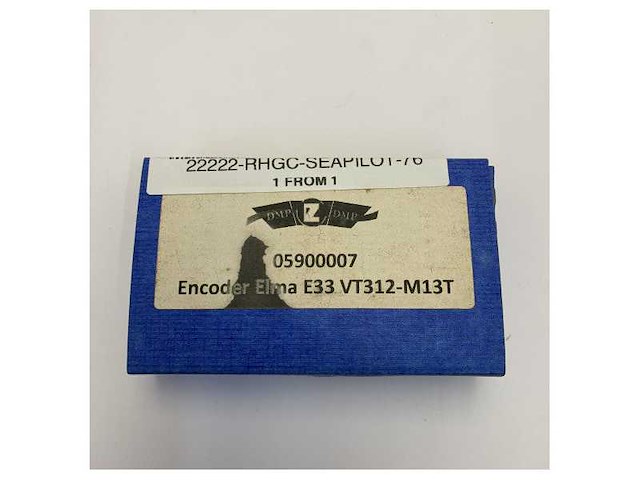 22222-RHGC-SEAPILOT-76
1 FROM 1
DMP Z DMP
05900007
Encoder Elma E33 VT312-M13T